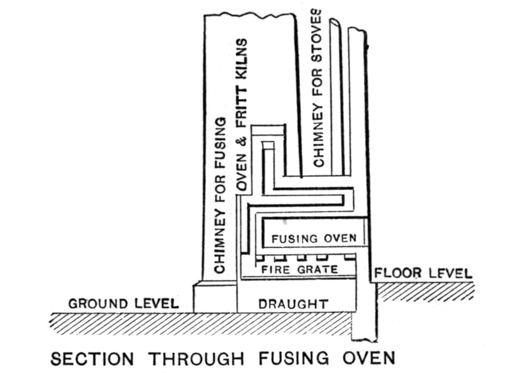 CHIMNEY FOR FUSING
OVEN & FRITT KILNS
CHIMNEY FOR STOVES
FUSING OVEN
FIRE GRATE
FLOOR LEVEL
GROUND LEVEL
DRAUGHT
SECTION THROUGH FUSING OVEN